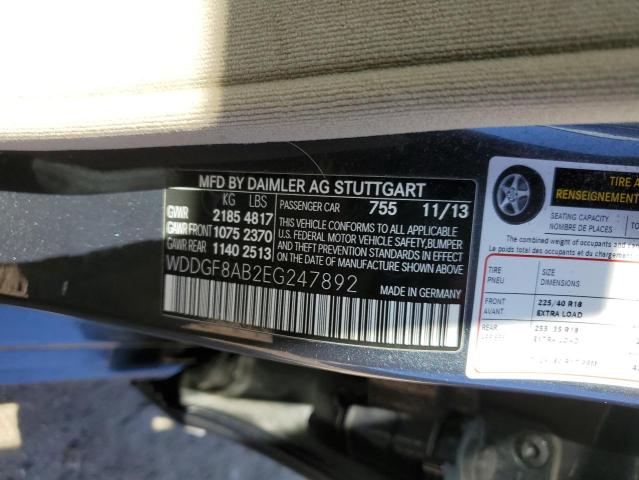 MFD BY DAIMLER AG STUTTGART
KG LBS
GVWR 2185 4817
GAWR FRONT 1075 2370
GAWR REAR 1140 2513
PASSENGER CAR 755 11/13
THIS VEHICLE CONFORMS TO ALL APPLICABLE
U.S. FEDERAL MOTOR VEHICLE SAFETY, BUMPER
AND THEFT PREVENTION STANDARDS IN EFFECT
ON THE DATE OF MANUFACTURE SHOWN ABOVE.
WDDGF8AB2EG247892
MADE IN GERMANY
TIRE A
RENSEIGNEMENT
SEATING CAPACITY
NOMBRE DE PLACES
TO
The combined weight of occupants and
Le poids total des occupants et du
TIRE
PNEU
SIZE
DIMENSIONS
FRONT
AVANT
225/40 R18
EXTRA LOAD
REAR
255/35 R18
EXTRA LOAD